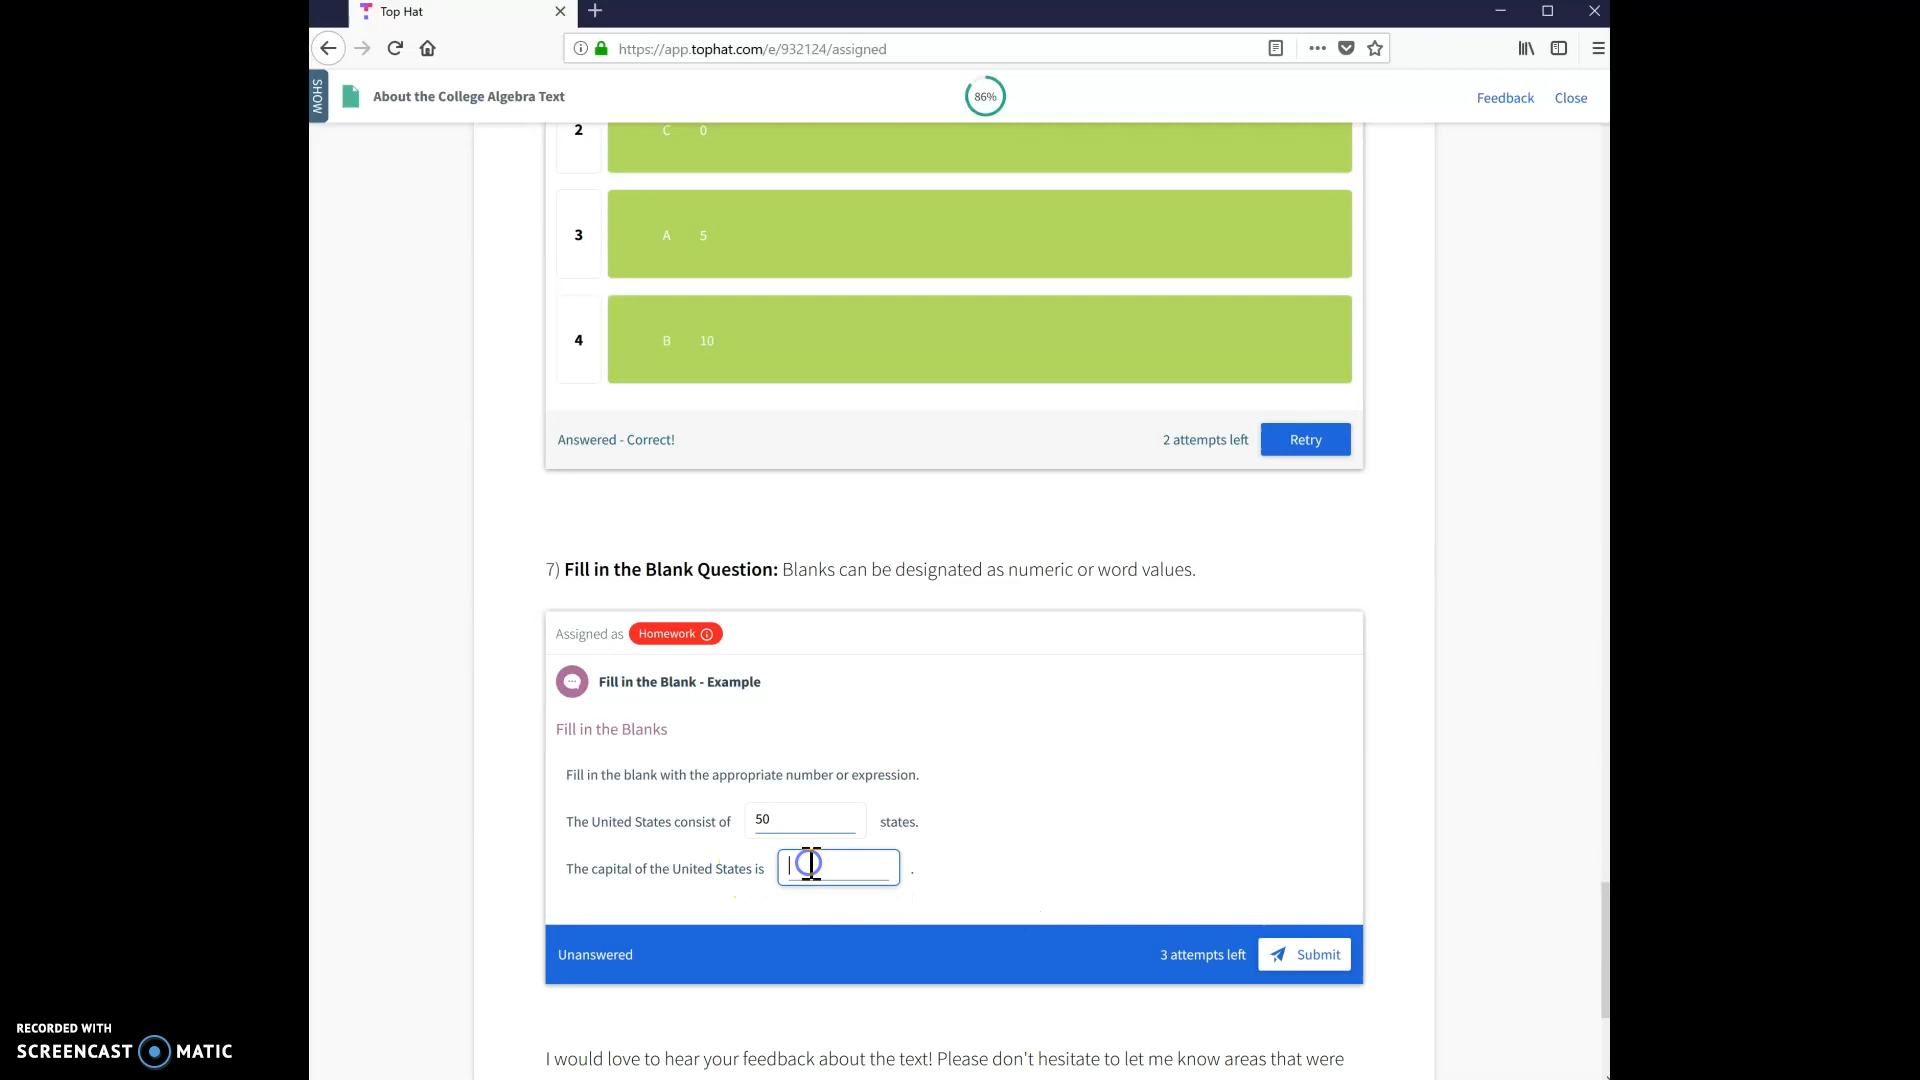 Top Hat
https://app.tophat.com/e/932124/assigned
SHOW
About the College Algebra Text
86%
Feedback
Close
2 C 0
3 A 5
4 B 10
Answered - Correct!
2 attempts left
Retry
7) Fill in the Blank Question: Blanks can be designated as numeric or word values.
Assigned as Homework
Fill in the Blank - Example
Fill in the Blanks
Fill in the blank with the appropriate number or expression.
The United States consist of 50 states.
The capital of the United States is .
Unanswered
3 attempts left
Submit
I would love to hear your feedback about the text! Please don't hesitate to let me know areas that were
RECORDED WITH
SCREENCAST MATIC